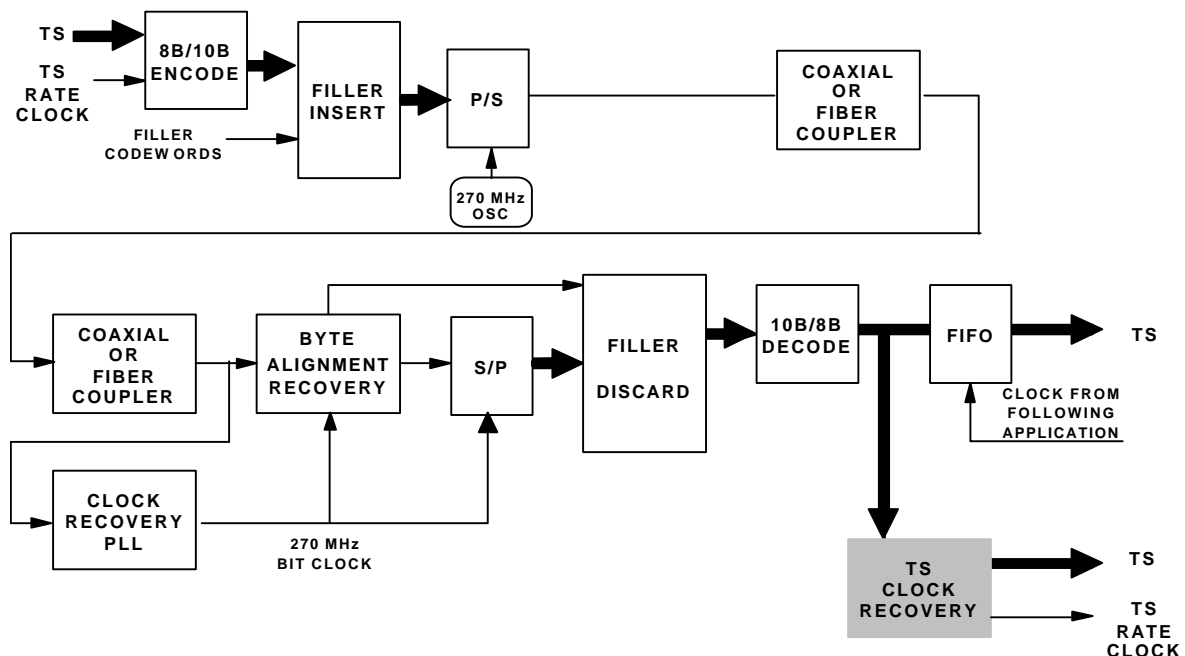 TS
TS
RATE
CLOCK
8B/10B
ENCODE
FILLER
CODEWORDS
FILLER
INSERT
P/S
270 MHz
OSC
COAXIAL
OR
FIBER
COUPLER
COAXIAL
OR
FIBER
COUPLER
BYTE
ALIGNMENT
RECOVERY
S/P
FILLER
DISCARD
10B/8B
DECODE
FIFO
TS
CLOCK FROM
FOLLOWING
APPLICATION
CLOCK
RECOVERY
PLL
270 MHz
BIT CLOCK
TS
CLOCK
RECOVERY
TS
TS
RATE
CLOCK